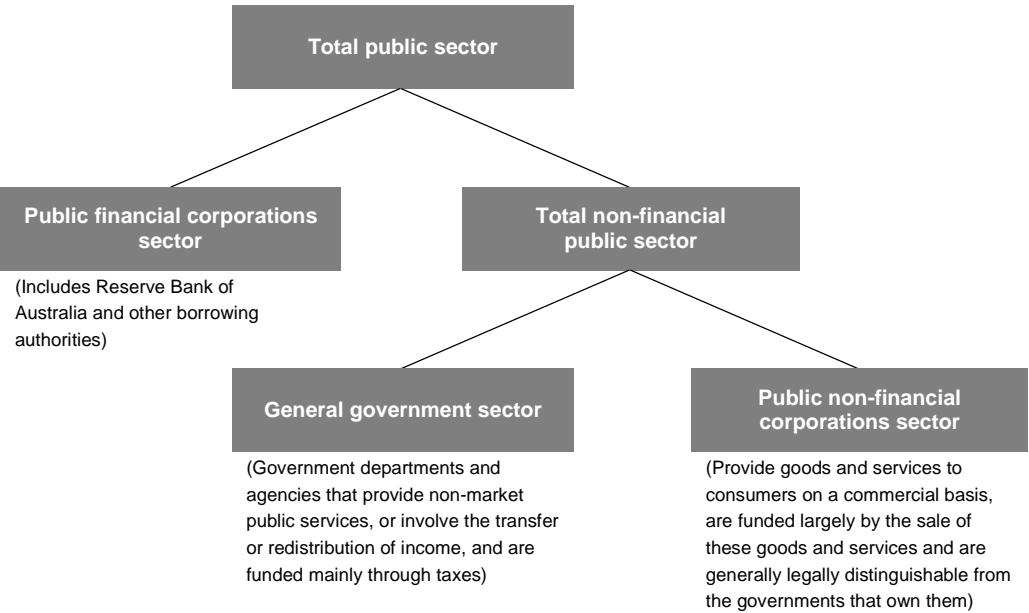 Total public sector
Public financial corporations
sector
Total non-financial
public sector
(Includes Reserve Bank of
Australia and other borrowing
authorities)
General government sector
Public non-financial
corporations sector
(Government departments and
agencies that provide non-market
public services, or involve the transfer
or redistribution of income, and are
funded mainly through taxes)
(Provide goods and services to
consumers on a commercial basis,
are funded largely by the sale of
these goods and services and are
generally legally distinguishable from
the governments that own them)